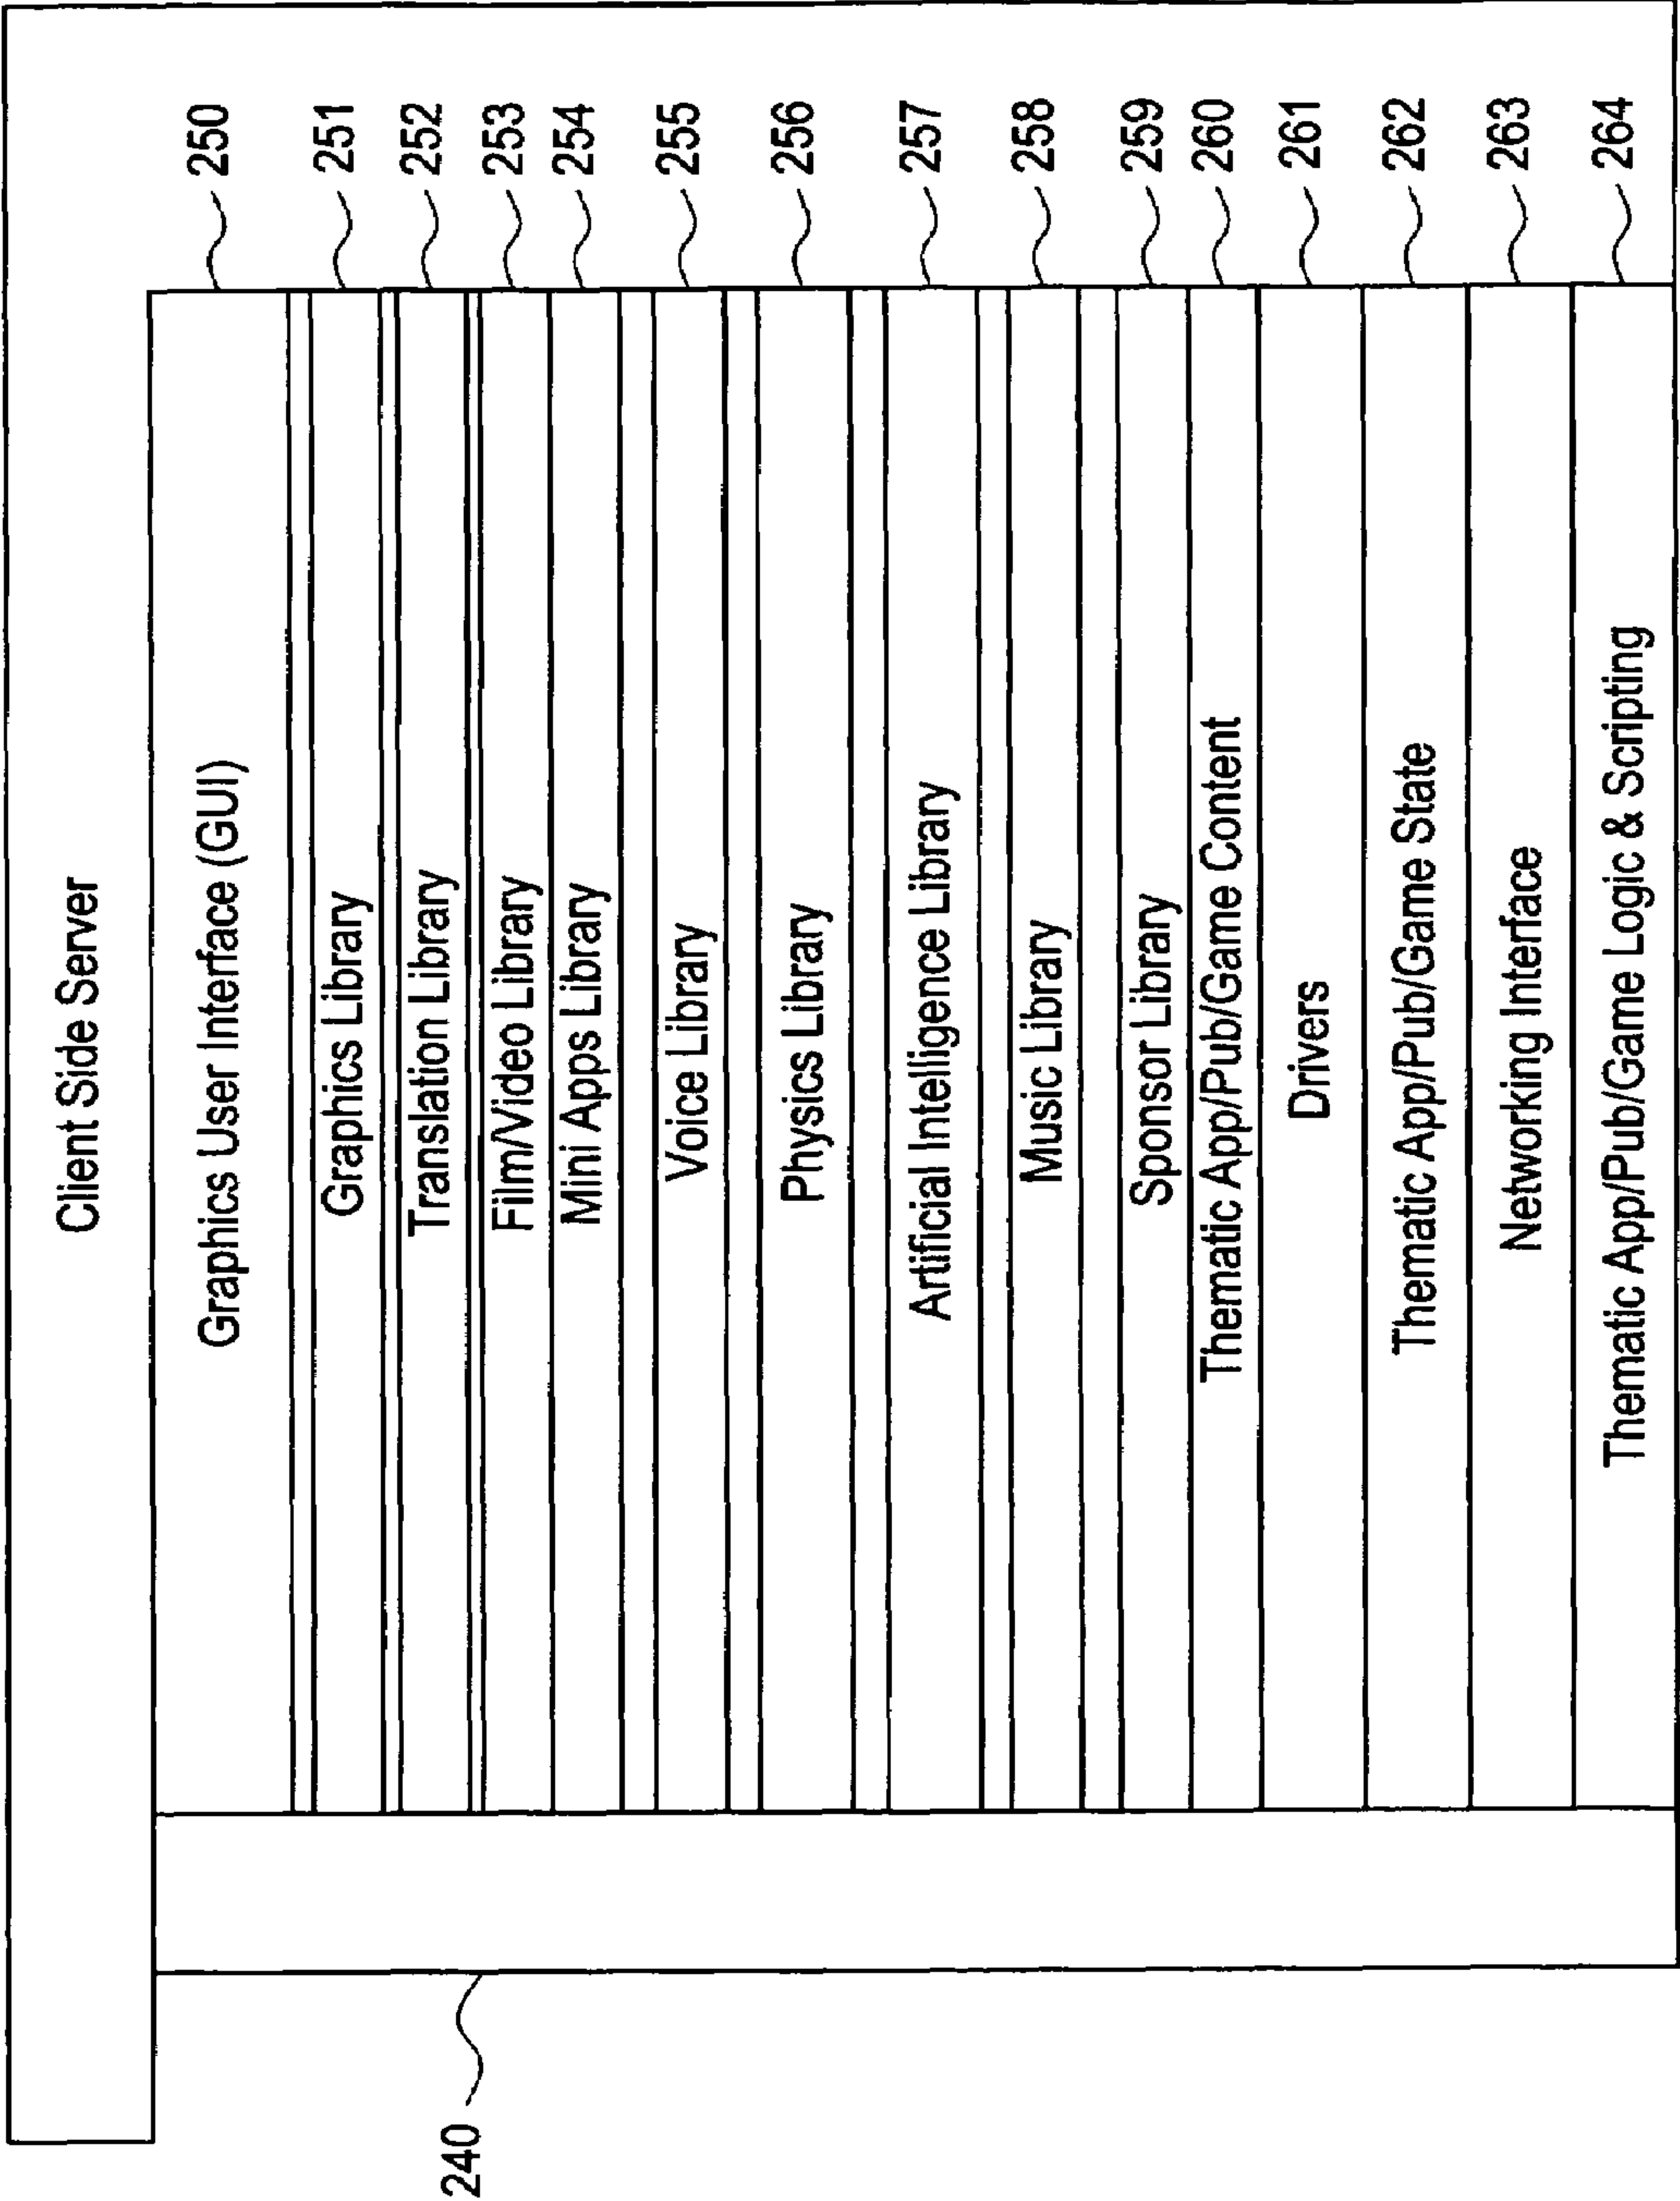 Client Side Server
Graphics User Interface (GUI)
250
Graphics Library
251
Translation Library
252
Film/Video Library
253
Mini Apps Library
254
Voice Library
255
Physics Library
256
Artificial Intelligence Library
257
Music Library
258
Sponsor Library
259
Thematic App/Pub/Game Content
260
Drivers
261
Thematic App/Pub/Game State
262
Networking Interface
263
Thematic App/Pub/Game Logic & Scripting
264
240